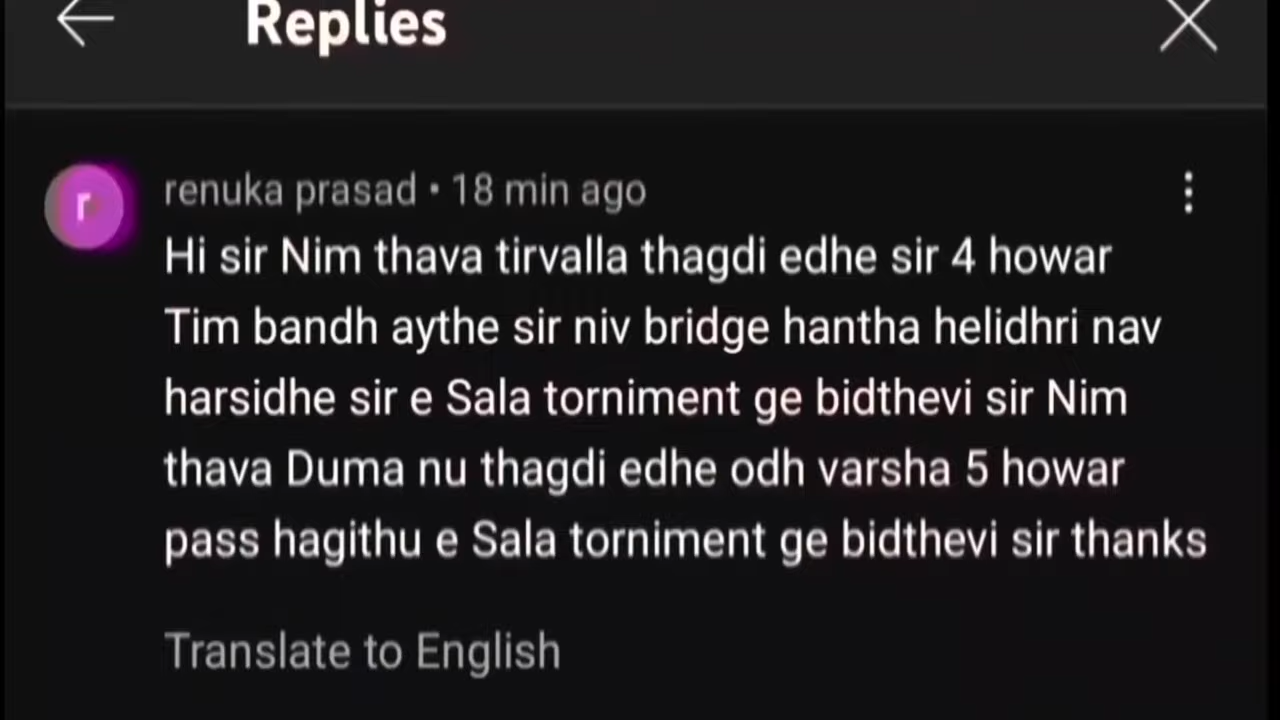 Replies
r
renuka prasad • 18 min ago
Hi sir Nim thava tirvalla thagdi edhe sir 4 howar
Tim bandh aythe sir niv bridge hantha helidhri nav
harsidhe sir e Sala torniment ge bidthevi sir Nim
thava Duma nu thagdi edhe odh varsha 5 howar
pass hagithu e Sala torniment ge bidthevi sir thanks
Translate to English